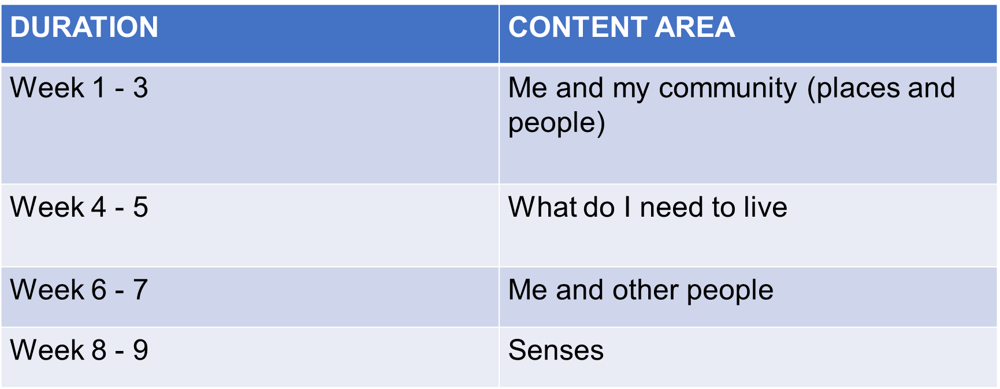 DURATION
CONTENT AREA
Week 1 - 3
Me and my community (places and
people)
Week 4 - 5
What do I need to live
Week 6 - 7
Me and other people
Week 8 - 9
Senses